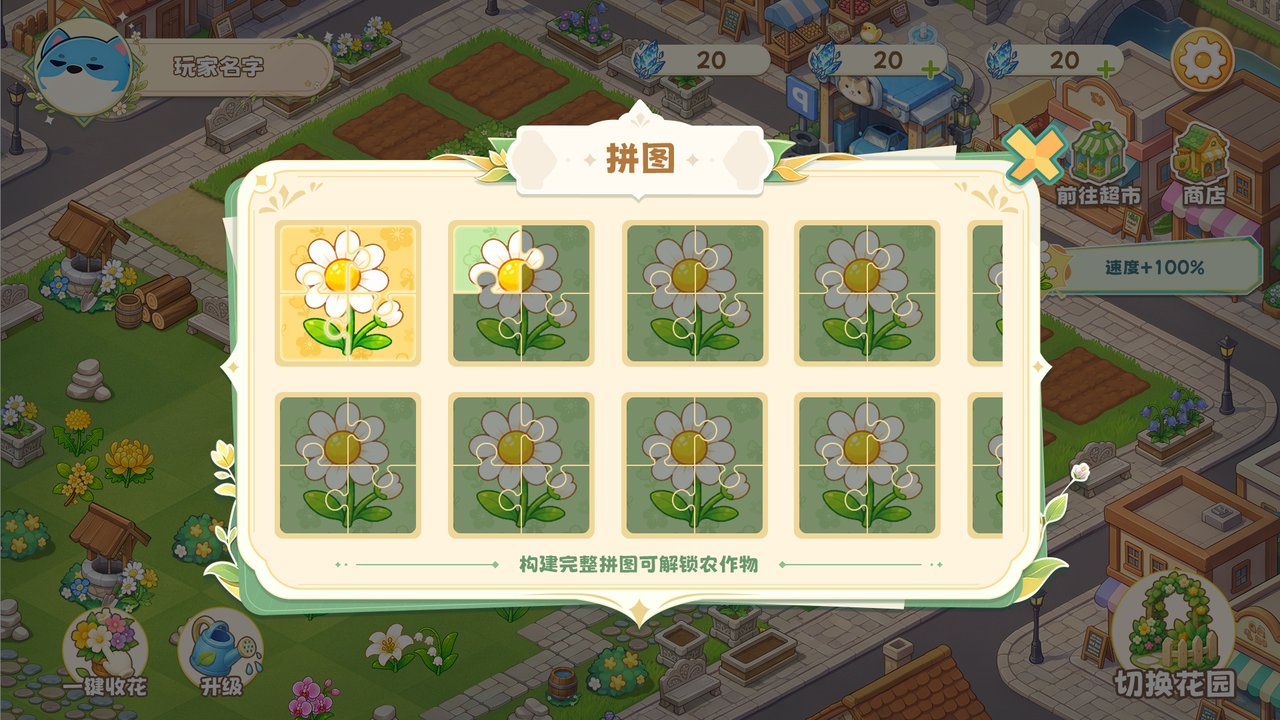 玩家名字
20
20
20
拼图
前往超市
商店
速度+100%
构建完整拼图可解锁农作物
一键收花
升级
切换花园